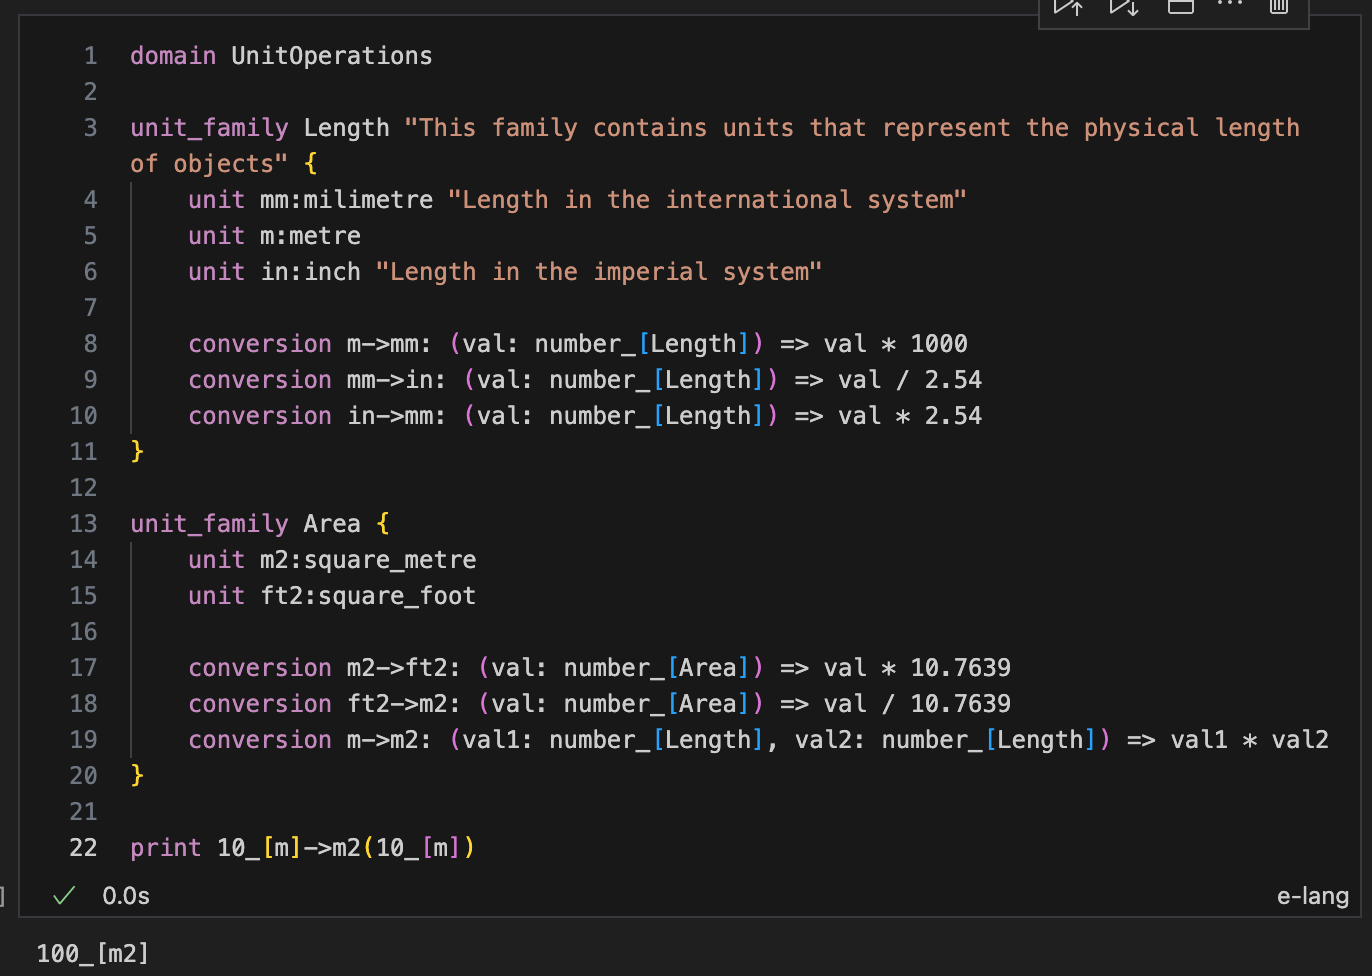 1 domain UnitOperations
2
3 unit_family Length "This family contains units that represent the physical length
of objects" {
4 unit mm:milimetre "Length in the international system"
5 unit m:metre
6 unit in:inch "Length in the imperial system"
7
8 conversion m->mm: (val: number_[Length]) => val * 1000
9 conversion mm->in: (val: number_[Length]) => val / 2.54
10 conversion in->mm: (val: number_[Length]) => val * 2.54
11 }
12
13 unit_family Area {
14 unit m2:square_metre
15 unit ft2:square_foot
16
17 conversion m2->ft2: (val: number_[Area]) => val * 10.7639
18 conversion ft2->m2: (val: number_[Area]) => val / 10.7639
19 conversion m->m2: (val1: number_[Length], val2: number_[Length]) => val1 * val2
20 }
21
22 print 10_[m]->m2(10_[m])
] ✓ 0.0s e-lang
100_[m2]